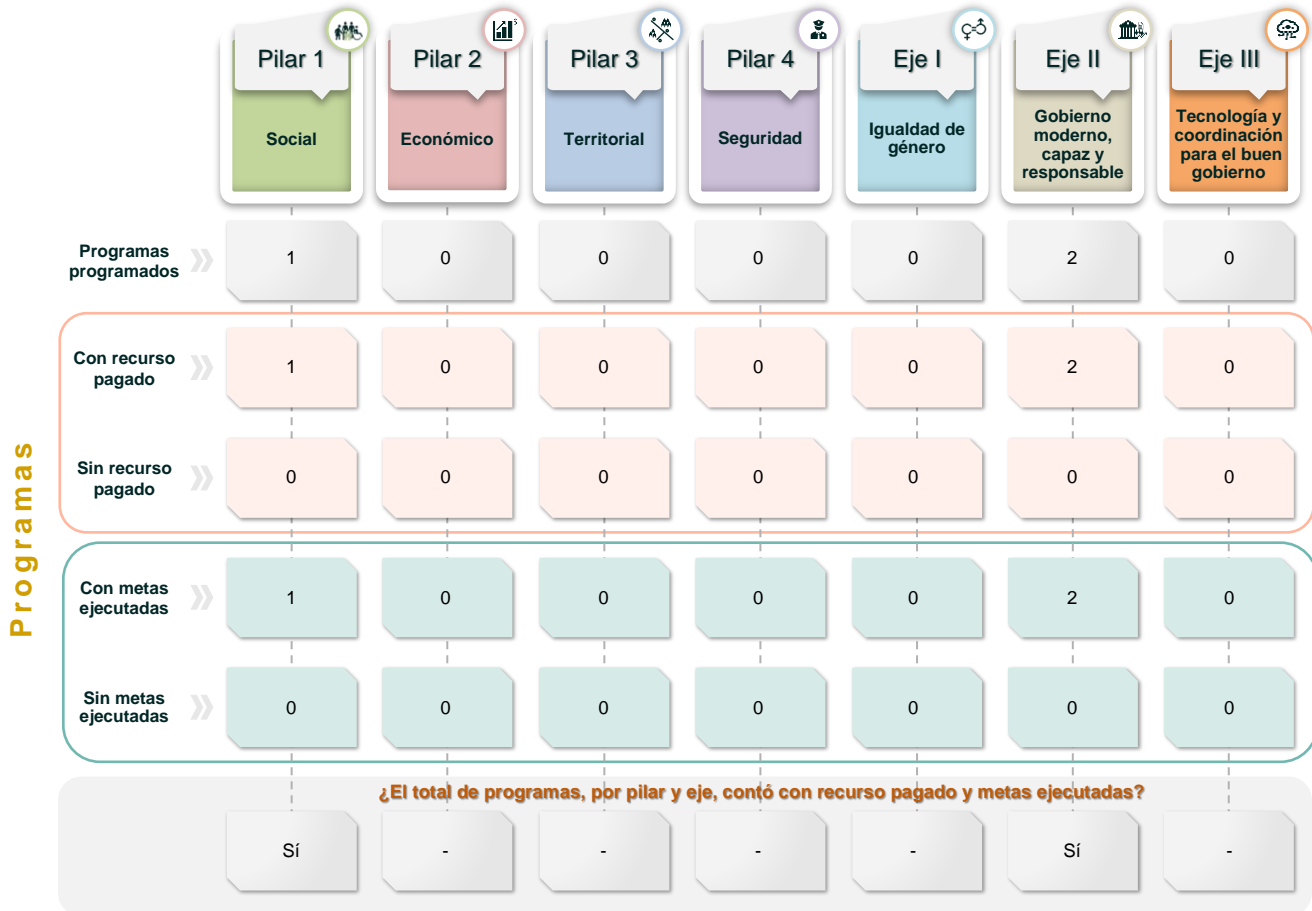 Pilar 1
Pilar 2
Pilar 3
Pilar 4
Eje I
Eje II
Eje III
Social
Económico
Territorial
Seguridad
Igualdad de
género
Gobierno
moderno,
capaz y
responsable
Tecnología y
coordinación
para el buen
gobierno
Programas
Programas
programados
1 0 0 0 0 2 0
Con recurso
pagado
1 0 0 0 0 2 0
Sin recurso
pagado
0 0 0 0 0 0 0
Con metas
ejecutadas
1 0 0 0 0 2 0
Sin metas
ejecutadas
0 0 0 0 0 0 0
¿El total de programas, por pilar y eje, contó con recurso pagado y metas ejecutadas?
Sí - - - - Sí -